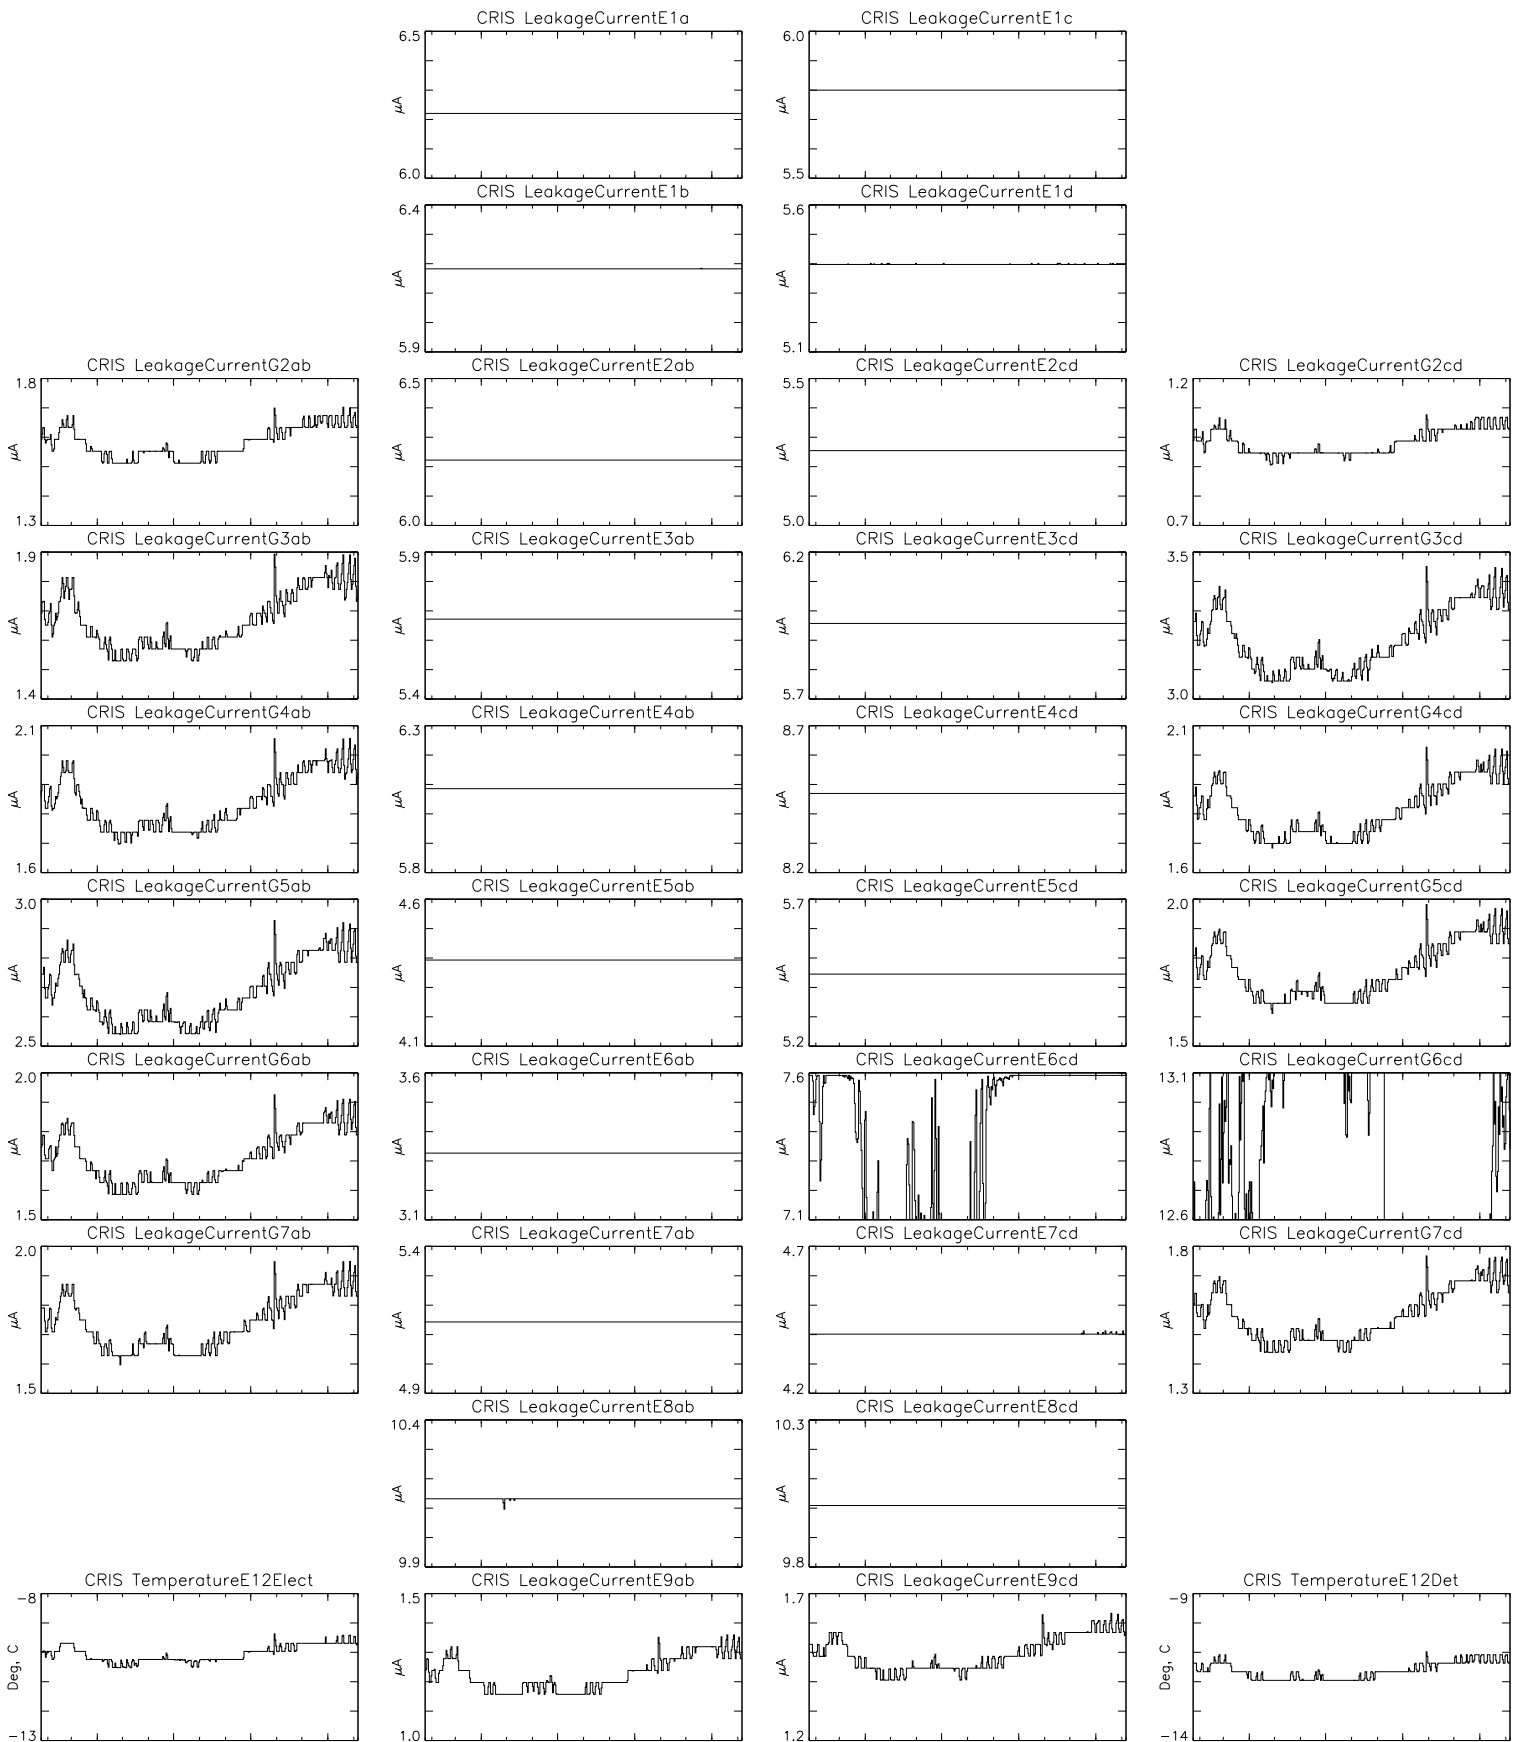 CRIS LeakageCurrentE1a
6.5
μA
6.0
CRIS LeakageCurrentE1c
6.0
μA
5.5
CRIS LeakageCurrentE1b
6.4
μA
5.9
CRIS LeakageCurrentE1d
5.6
μA
5.1
CRIS LeakageCurrentG2ab
1.8
μA
1.3
CRIS LeakageCurrentE2ab
6.5
μA
6.0
CRIS LeakageCurrentE2cd
5.5
μA
5.0
CRIS LeakageCurrentG2cd
1.2
μA
0.7
CRIS LeakageCurrentG3ab
1.9
μA
1.4
CRIS LeakageCurrentE3ab
5.9
μA
5.4
CRIS LeakageCurrentE3cd
6.2
μA
5.7
CRIS LeakageCurrentG3cd
3.5
μA
3.0
CRIS LeakageCurrentG4ab
2.1
μA
1.6
CRIS LeakageCurrentE4ab
6.3
μA
5.8
CRIS LeakageCurrentE4cd
8.7
μA
8.2
CRIS LeakageCurrentG4cd
2.1
μA
1.6
CRIS LeakageCurrentG5ab
3.0
μA
2.5
CRIS LeakageCurrentE5ab
4.6
μA
4.1
CRIS LeakageCurrentE5cd
5.7
μA
5.2
CRIS LeakageCurrentG5cd
2.0
μA
1.5
CRIS LeakageCurrentG6ab
2.0
μA
1.5
CRIS LeakageCurrentE6ab
3.6
μA
3.1
CRIS LeakageCurrentE6cd
7.6
μA
7.1
CRIS LeakageCurrentG6cd
13.1
μA
12.6
CRIS LeakageCurrentG7ab
2.0
μA
1.5
CRIS LeakageCurrentE7ab
5.4
μA
4.9
CRIS LeakageCurrentE7cd
4.7
μA
4.2
CRIS LeakageCurrentG7cd
1.8
μA
1.3
CRIS LeakageCurrentE8ab
10.4
μA
9.9
CRIS LeakageCurrentE8cd
10.3
μA
9.8
CRIS TemperatureE12Elect
-8
Deg, C
-13
CRIS LeakageCurrentE9ab
1.5
μA
1.0
CRIS LeakageCurrentE9cd
1.7
μA
1.2
CRIS TemperatureE12Det
-9
Deg, C
-14